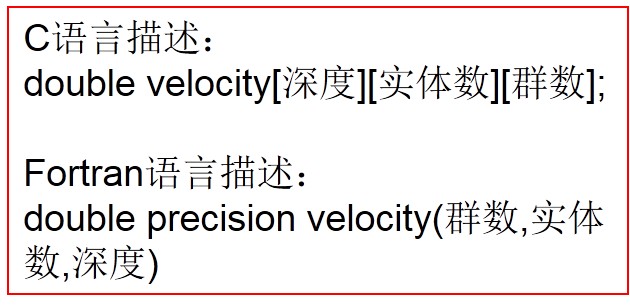 C语言描述：
double velocity[深度][实体数][群数];
Fortran语言描述：
double precision velocity(群数,实体
数,深度)